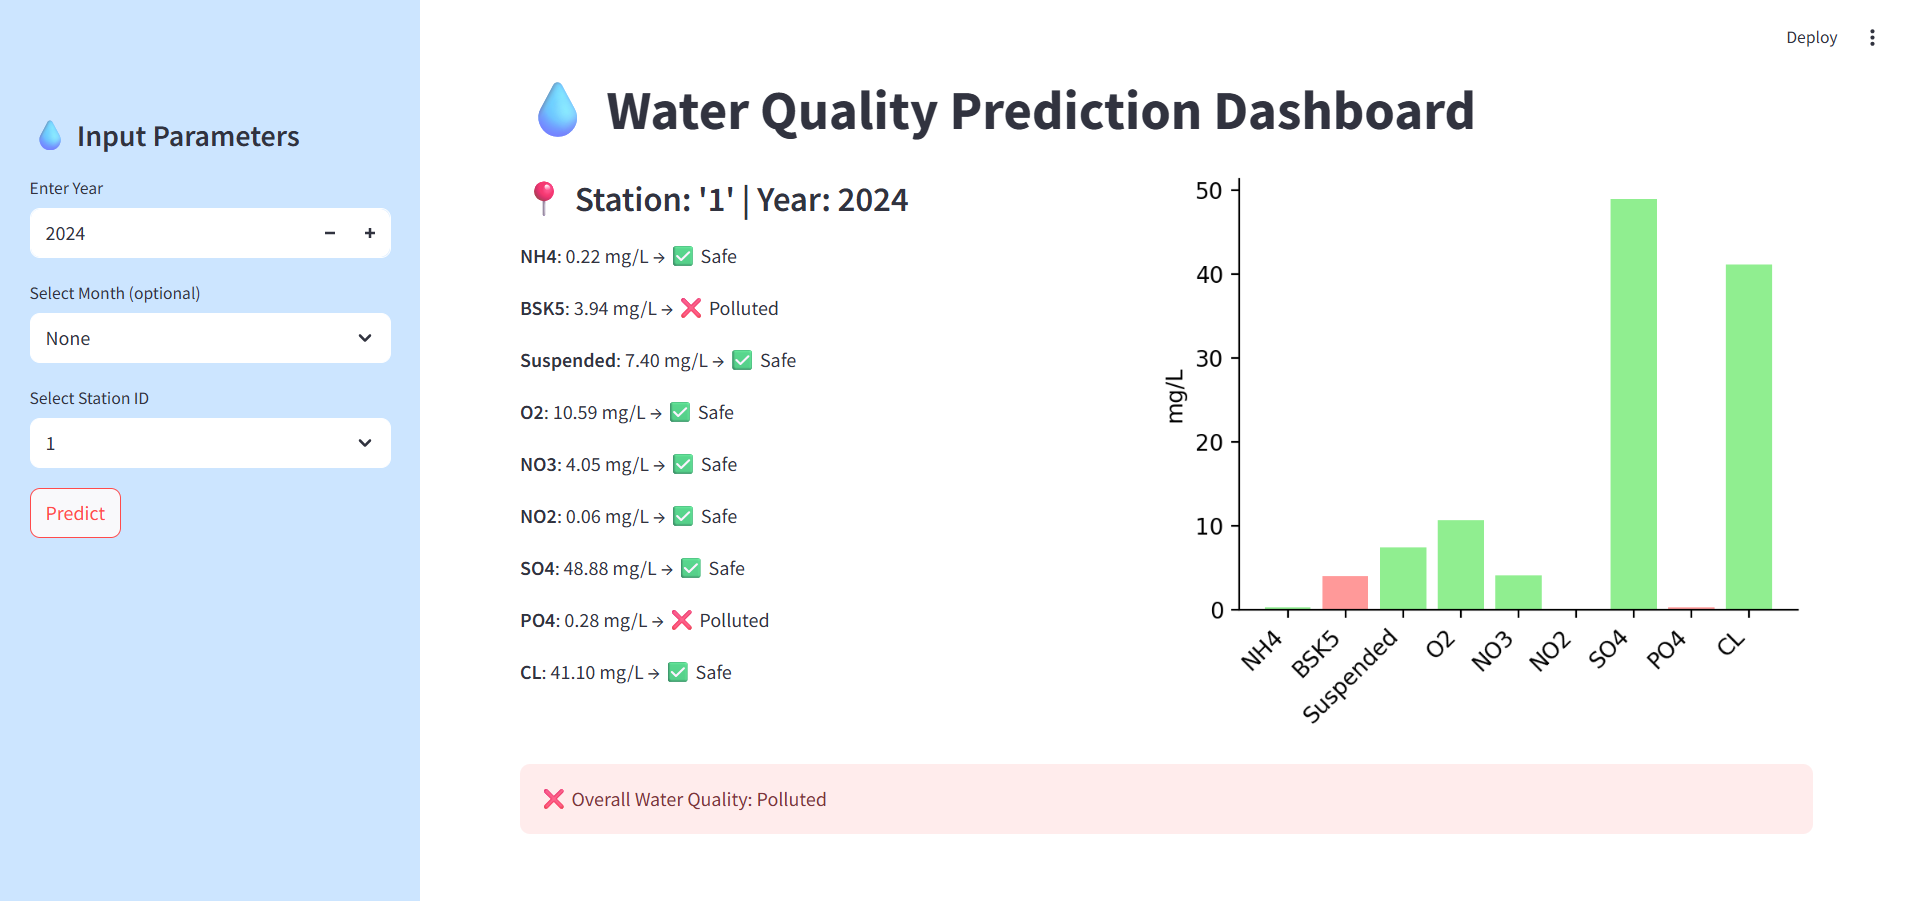 Deploy
💧 Input Parameters
Enter Year
2024
Select Month (optional)
None
Select Station ID
1
Predict
💧 Water Quality Prediction Dashboard
📍 Station: '1' | Year: 2024
NH4: 0.22 mg/L → ✅ Safe
BSK5: 3.94 mg/L → ❌ Polluted
Suspended: 7.40 mg/L → ✅ Safe
O2: 10.59 mg/L → ✅ Safe
NO3: 4.05 mg/L → ✅ Safe
NO2: 0.06 mg/L → ✅ Safe
SO4: 48.88 mg/L → ✅ Safe
PO4: 0.28 mg/L → ❌ Polluted
CL: 41.10 mg/L → ✅ Safe
mg/L
50
40
30
20
10
0
NH4
BSK5
Suspended
O2
NO3
NO2
SO4
PO4
CL
❌ Overall Water Quality: Polluted